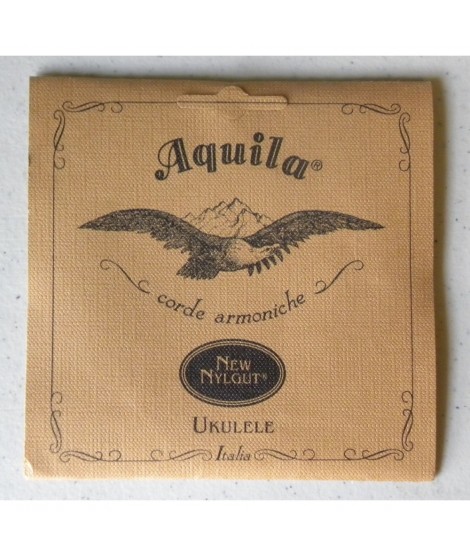 Aquila®
corde armoniche
NEW
NYLGUT®
UKULELE
Italia